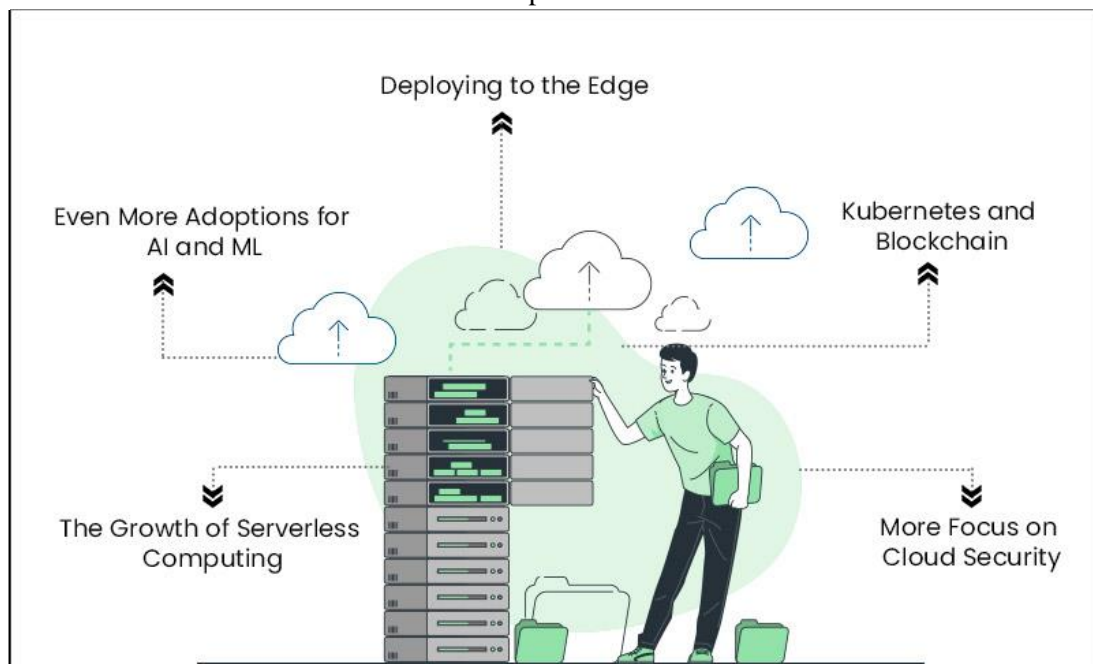 Deploying to the Edge
Even More Adoptions for
AI and ML
Kubernetes and
Blockchain
The Growth of Serverless
Computing
More Focus on
Cloud Security